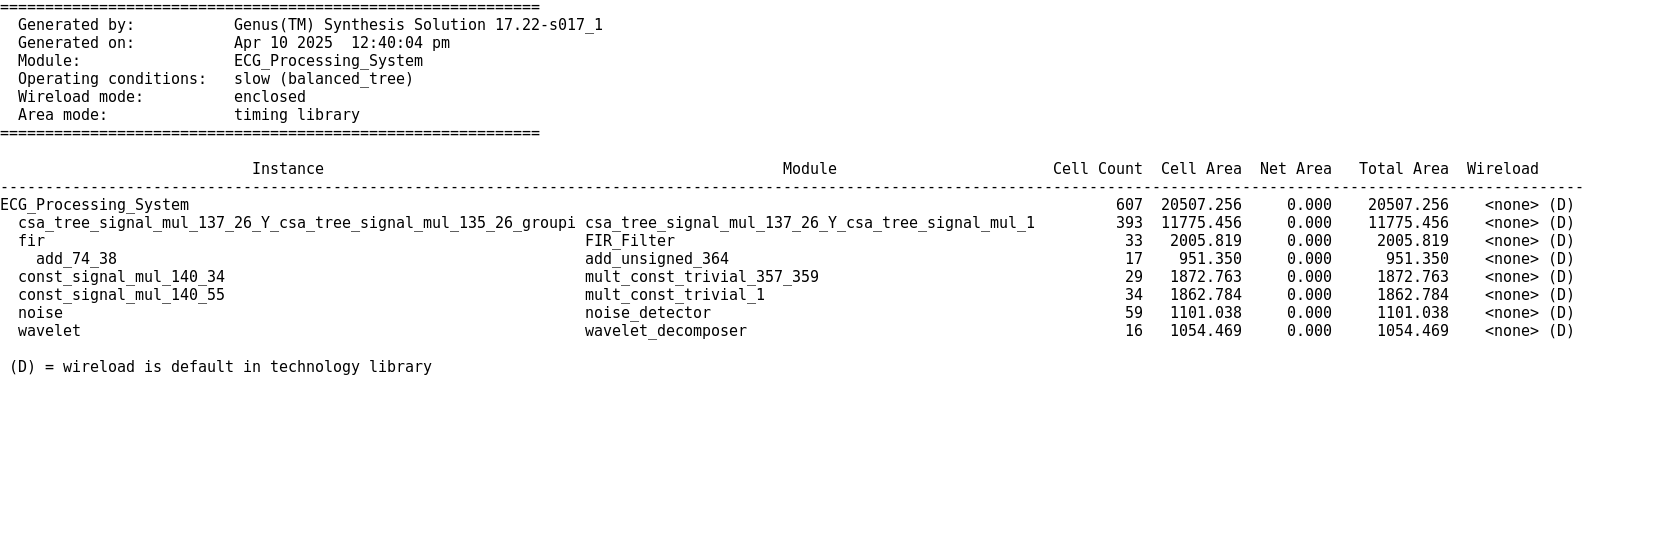 ============================================================
  Generated by:           Genus(TM) Synthesis Solution 17.22-s017_1
  Generated on:           Apr 10 2025  12:40:04 pm
  Module:                 ECG_Processing_System
  Operating conditions:   slow (balanced_tree)
  Wireload mode:          enclosed
  Area mode:              timing library
============================================================
Instance Module Cell Count  Cell Area  Net Area   Total Area  Wireload
--------------------------------------------------------------------------------------------------------------------------------------------------------------------------------
ECG_Processing_System 607  20507.256     0.000    20507.256    <none> (D)
  csa_tree_signal_mul_137_26_Y_csa_tree_signal_mul_135_26_groupi csa_tree_signal_mul_137_26_Y_csa_tree_signal_mul_1 393  11775.456     0.000    11775.456    <none> (D)
  fir FIR_Filter 33   2005.819     0.000     2005.819    <none> (D)
    add_74_38 add_unsigned_364 17    951.350     0.000      951.350    <none> (D)
  const_signal_mul_140_34 mult_const_trivial_357_359 29   1872.763     0.000     1872.763    <none> (D)
  const_signal_mul_140_55 mult_const_trivial_1 34   1862.784     0.000     1862.784    <none> (D)
  noise noise_detector 59   1101.038     0.000     1101.038    <none> (D)
  wavelet wavelet_decomposer 16   1054.469     0.000     1054.469    <none> (D)
 (D) = wireload is default in technology library